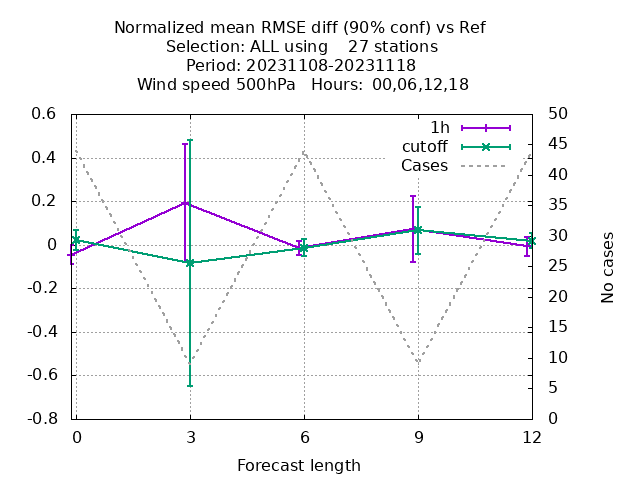 Normalized mean RMSE diff (90% conf) vs Ref
Selection: ALL using    27 stations
Period: 20231108-20231118
Wind speed 500hPa   Hours:  00,06,12,18
0.6
0.4
0.2
0
-0.2
-0.4
-0.6
-0.8
50
45
40
35
30
25
20
15
10
5
0
1h
cutoff
Cases
No cases
0
3
6
9
12
Forecast length